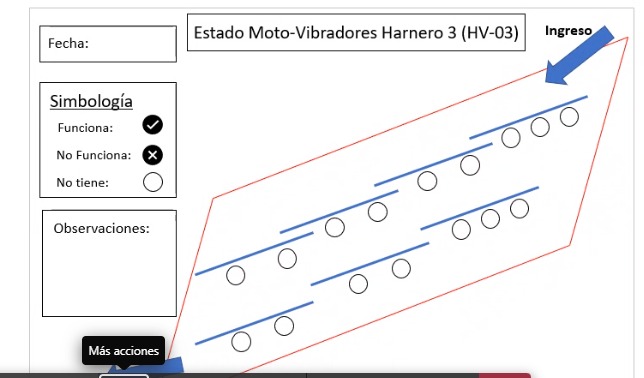 Fecha:
Estado Moto-Vibradores Harnero 3 (HV-03)
Ingreso
Simbología
Funciona:
No Funciona:
No tiene:
Observaciones:
Más acciones